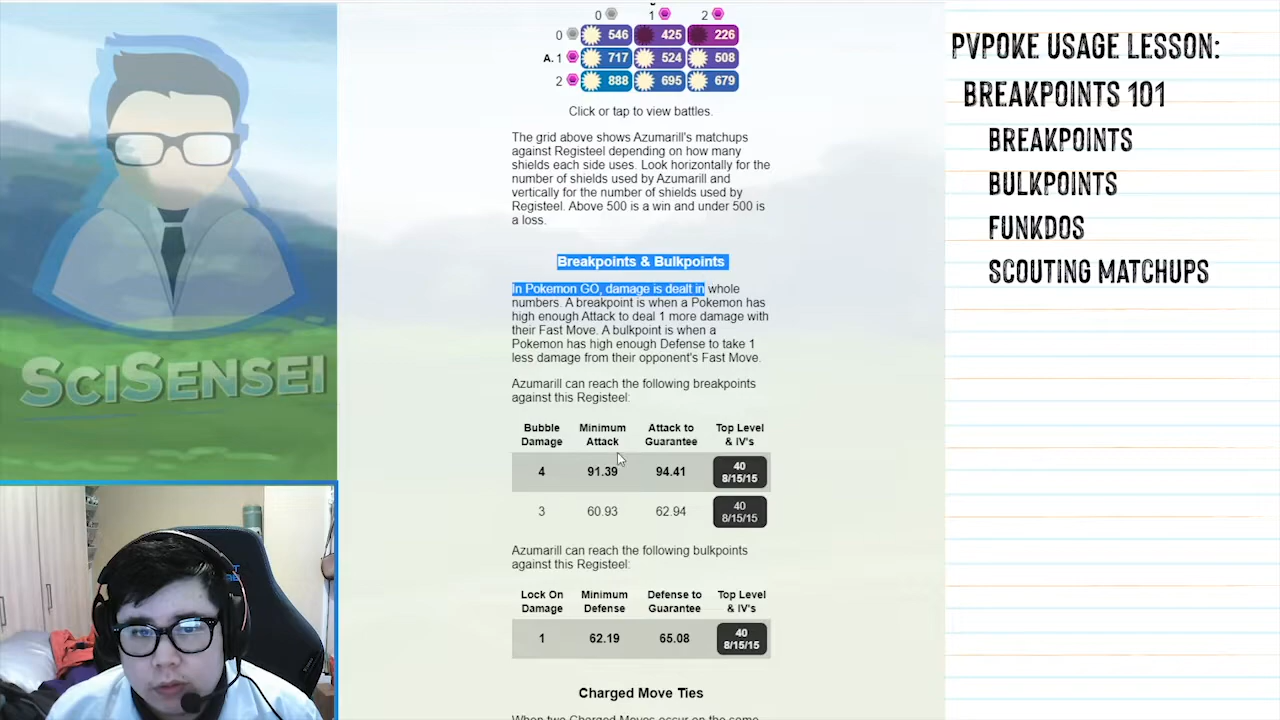 0 1 2
0 546 425 226
A. 1 717 524 508
2 888 695 679
Click or tap to view battles.
The grid above shows Azumarill's matchups
against Registeel depending on how many
shields each side uses. Look horizontally for the
number of shields used by Azumarill and
vertically for the number of shields used by
Registeel. Above 500 is a win and under 500 is
a loss.
Breakpoints & Bulkpoints
In Pokemon GO, damage is dealt in whole
numbers. A breakpoint is when a Pokemon has
high enough Attack to deal 1 more damage with
their Fast Move. A bulkpoint is when a
Pokemon has high enough Defense to take 1
less damage from their opponent's Fast Move.
Azumarill can reach the following breakpoints
against this Registeel:
Bubble Minimum Attack to Top Level
Damage Attack Guarantee & IV's
4 91.39 94.41 40
8/15/15
3 60.93 62.94 40
8/15/15
Azumarill can reach the following bulkpoints
against this Registeel:
Lock On Minimum Defense to Top Level
Damage Defense Guarantee & IV's
1 62.19 65.08 40
8/15/15
Charged Move Ties
When two Charged Moves occur on the same
SCISENSEI
PVPOKE USAGE LESSON:
BREAKPOINTS 101
BREAKPOINTS
BULKPOINTS
FUNKDOS
SCOUTING MATCHUPS